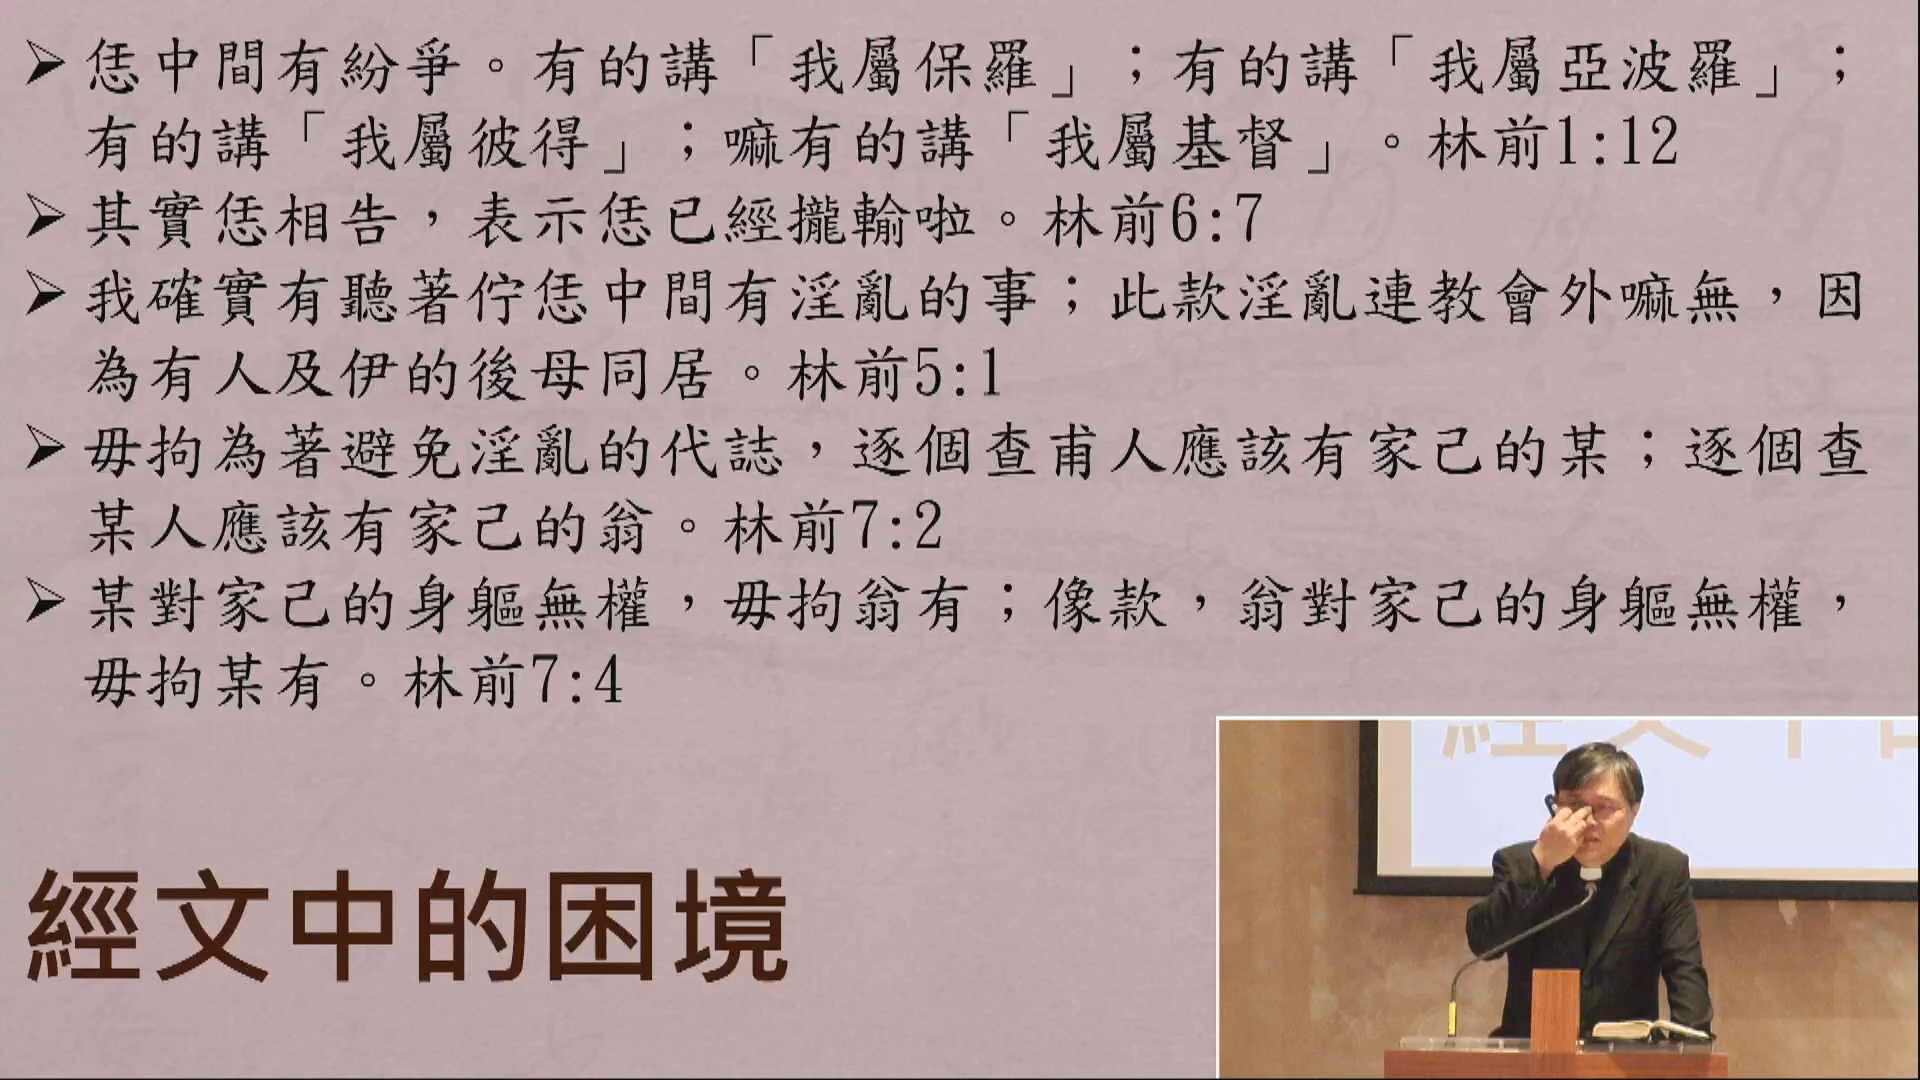 ➢ 恁中間有紛爭。有的講「我屬保羅」；有的講「我屬亞波羅」；
有的講「我屬彼得」；嘛有的講「我屬基督」。林前1:12
➢ 其實恁相告，表示恁已經攏輸啦。林前6:7
➢ 我確實有聽著佇恁中間有淫亂的事；此款淫亂連教會外嘛無，因
為有人及伊的後母同居。林前5:1
➢ 毋拘為著避免淫亂的代誌，逐個查甫人應該有家己的某；逐個查
某人應該有家己的翁。林前7:2
➢ 某對家己的身軀無權，毋拘翁有；像款，翁對家己的身軀無權，
毋拘某有。林前7:4
經文中的困境